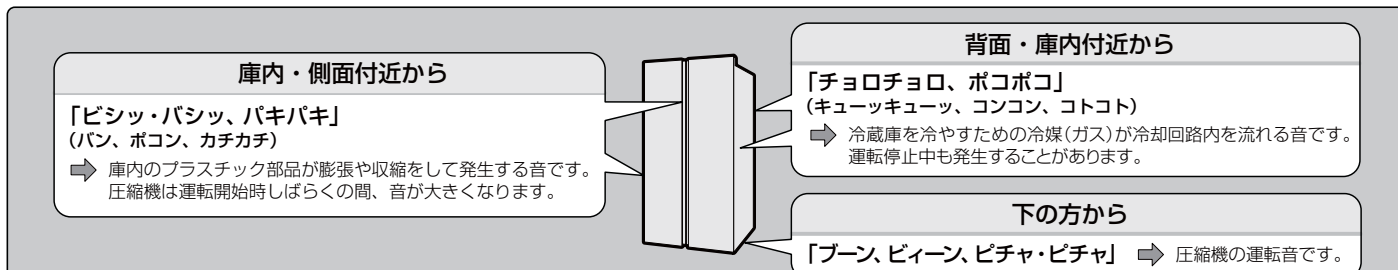 庫内・側面付近から
「ビシッ・バシッ、パキパキ」
（バン、ポコン、カチカチ）
庫内のプラスチック部品が膨張や収縮をして発生する音です。
圧縮機は運転開始時しばらくの間、音が大きくなります。
背面・庫内付近から
「チョロチョロ、ポコポコ」
（キューッキューッ、コンコン、コトコト）
冷蔵庫を冷やすための冷媒（ガス）が冷却回路内を流れる音です。
運転停止中も発生することがあります。
下の方から
「ブーン、ビィーン、ピチャ・ピチャ」 圧縮機の運転音です。